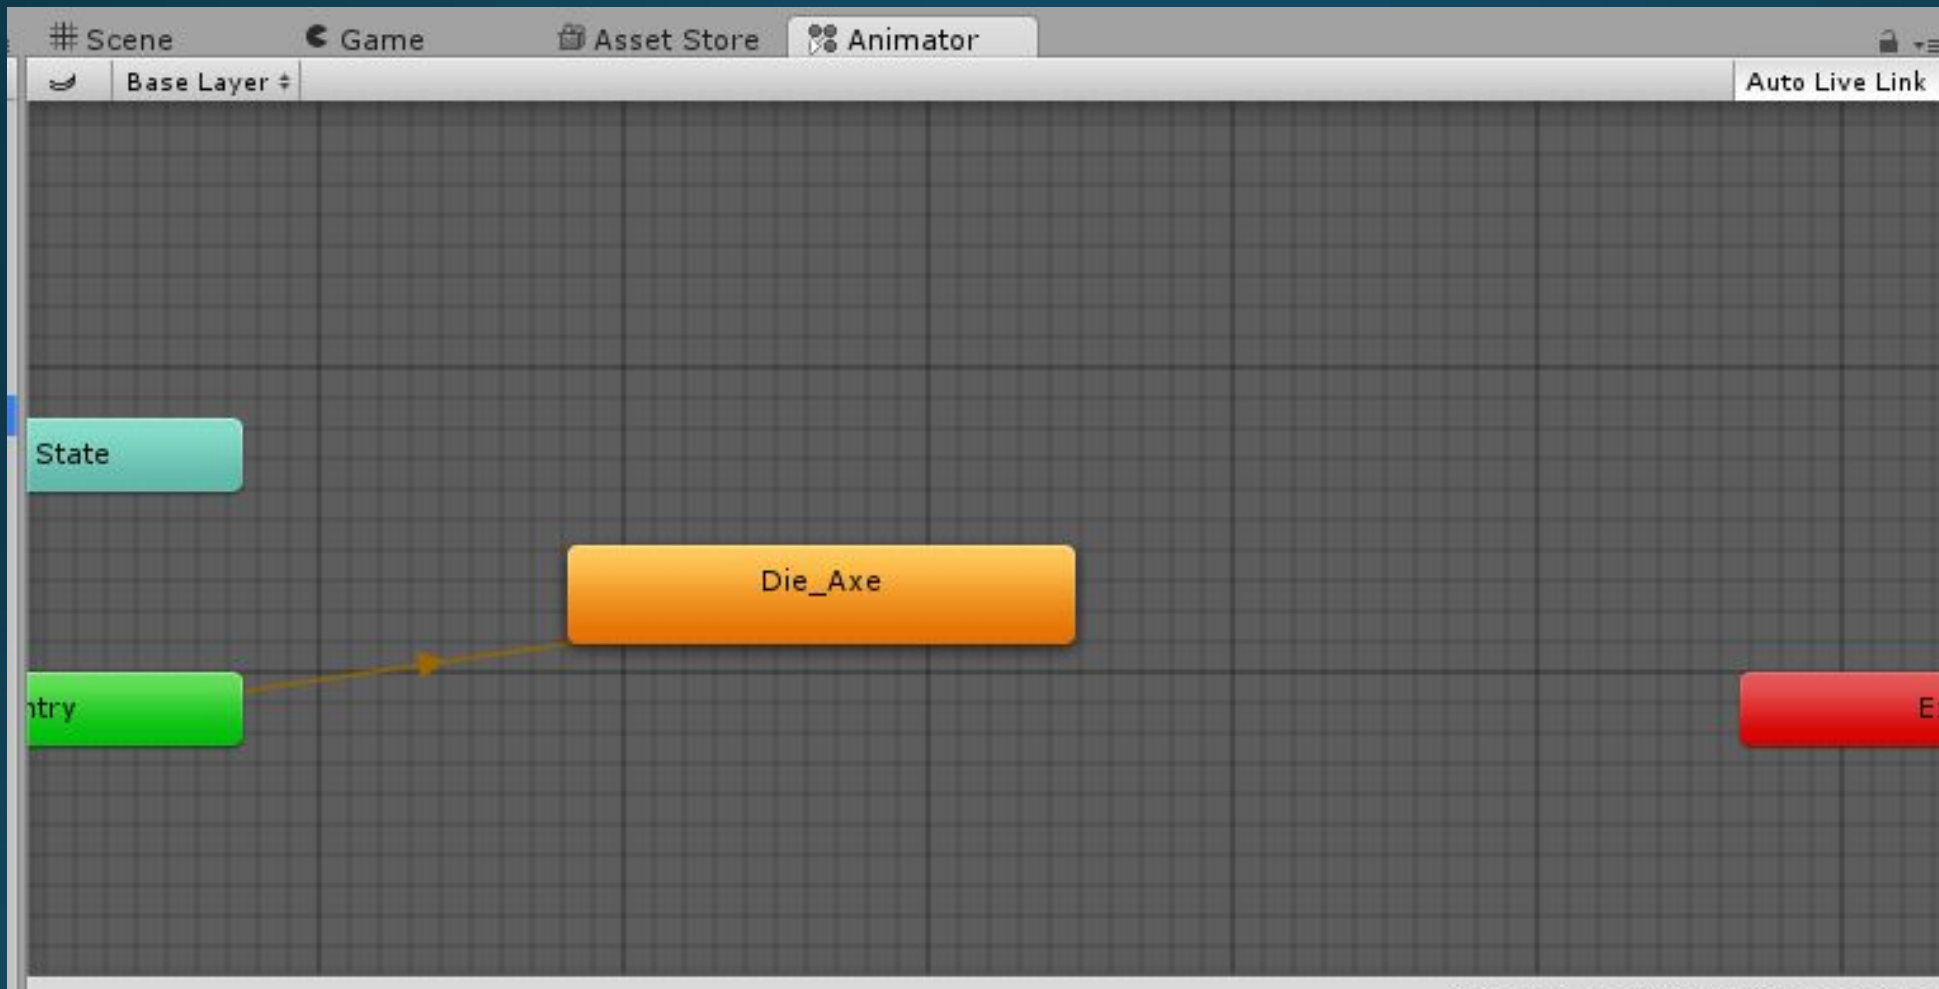 Scene Game Asset Store Animator
Base Layer Auto Live Link
State
Die_Axe
ntry